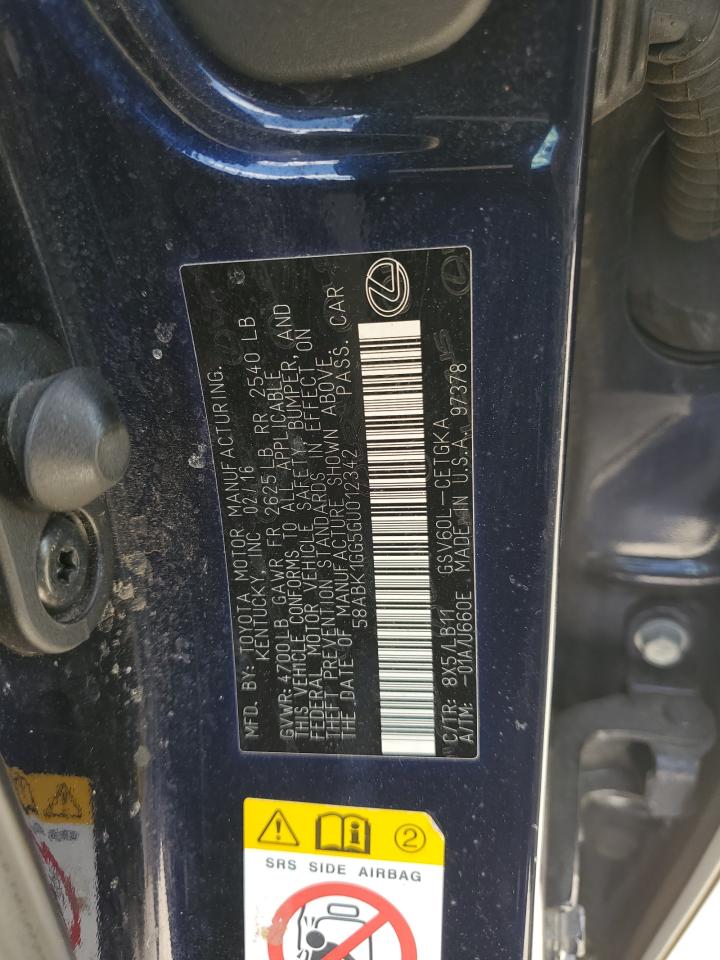 MFD. BY: TOYOTA MOTOR MANUFACTURING.
KENTUCKY, INC 02/16
GVWR: 4700 LB GAWR FR 2625 LB RR 2540 LB
THIS VEHICLE CONFORMS TO ALL APPLICABLE
FEDERAL MOTOR VEHICLE SAFETY, BUMPER, AND
THEFT PREVENTION STANDARDS IN EFFECT ON
THE DATE OF MANUFACTURE SHOWN ABOVE.
58ABK1GG5GU012342 PASS. CAR
C/TR: 8X5/LB11 GSV60L-CETGKA
A/TM: -01A/U660E MADE IN U.S.A. 97378
2
SRS SIDE AIRBAG